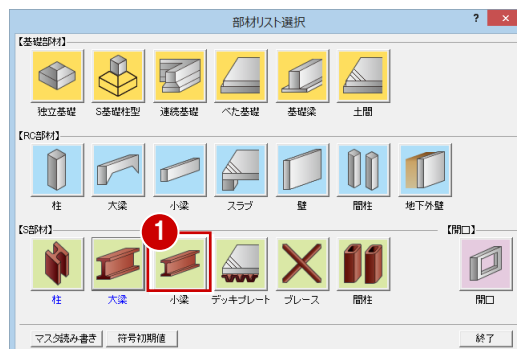 部材リスト選択 ? ×
【基礎部材】
独立基礎 S基礎柱型 連続基礎 べた基礎 基礎梁 土間
【RC部材】
柱 大梁 小梁 スラブ 壁 間柱 地下外壁
【S部材】 【開口】
1
柱 大梁 小梁 デッキプレート ブレース 間柱 開口
マスタ読み書き 符号初期値 終了